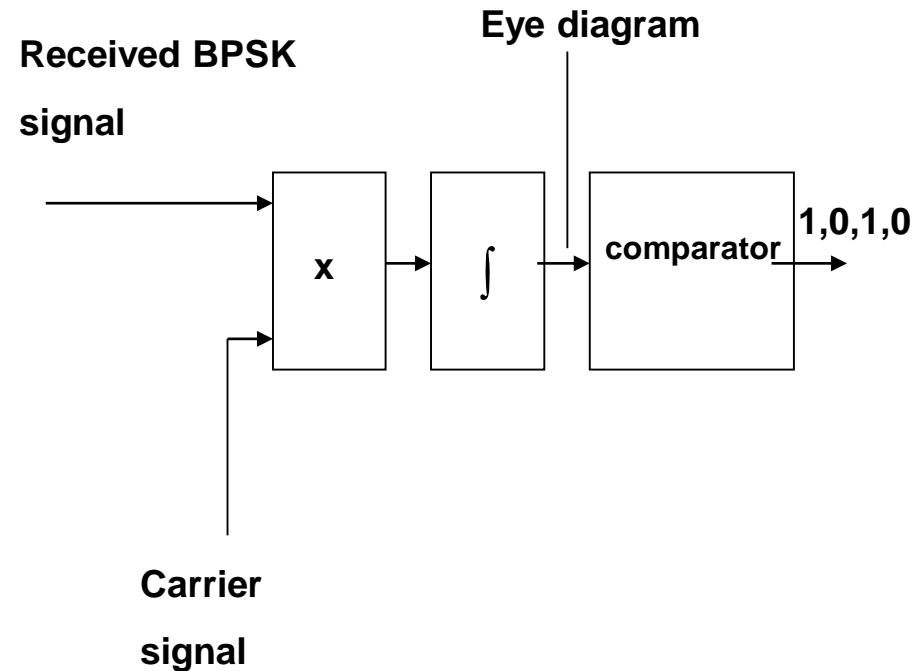 Eye diagram
Received BPSK
signal
x
∫
comparator
1,0,1,0
Carrier
signal